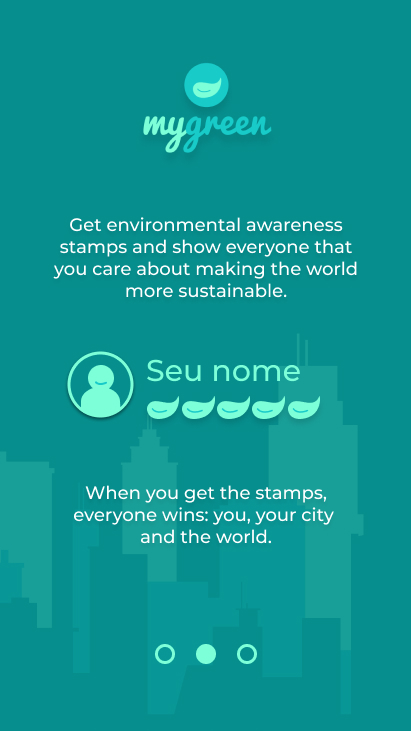 mygreen
Get environmental awareness
stamps and show everyone that
you care about making the world
more sustainable.
Seu nome
When you get the stamps,
everyone wins: you, your city
and the world.